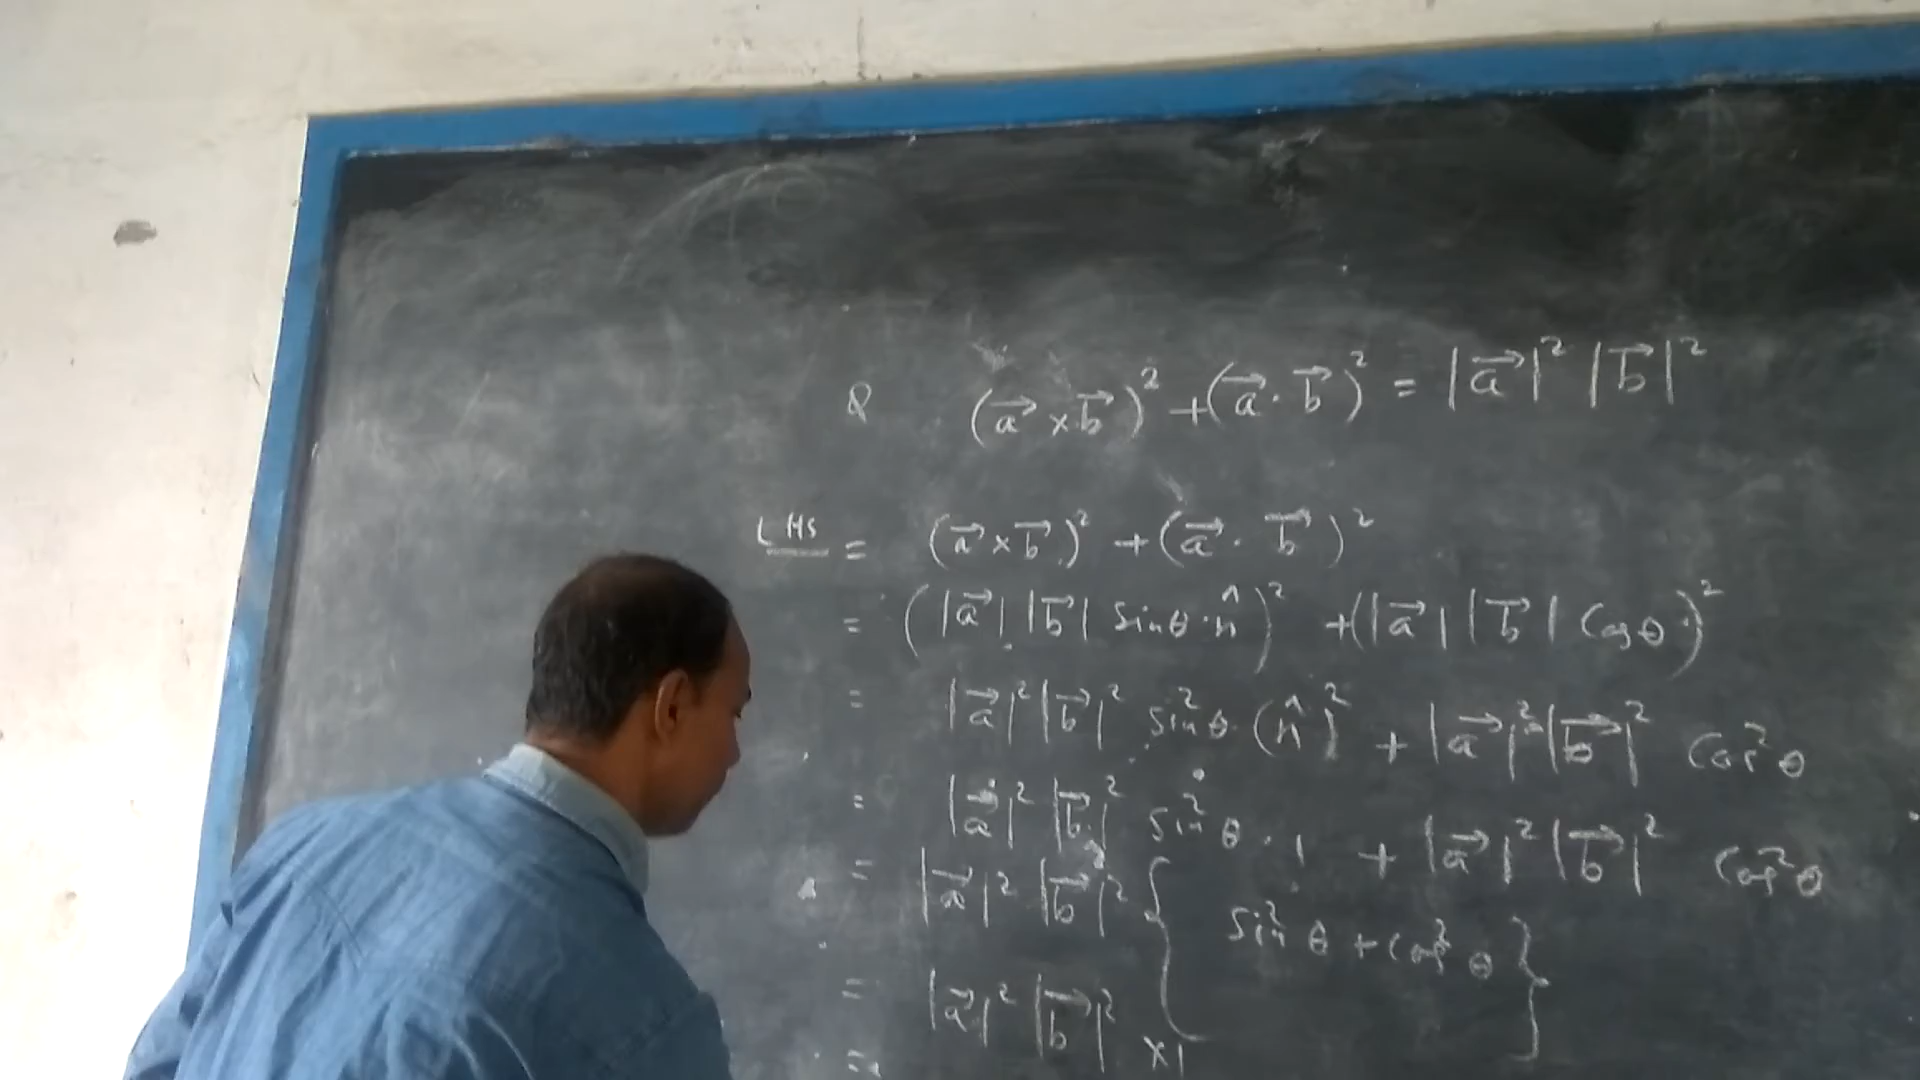 Q (a⃗ × b⃗)² + (a⃗ · b⃗)² = |a⃗|² |b⃗|²
LHS = (a⃗ × b⃗)² + (a⃗ · b⃗)²
= (|a⃗| |b⃗| sinθ · n̂)² + (|a⃗| |b⃗| cosθ)²
= |a⃗|² |b⃗|² sin²θ · (n̂)² + |a⃗|² |b⃗|² cos²θ
= |a⃗|² |b⃗|² sin²θ · 1 + |a⃗|² |b⃗|² cos²θ
= |a⃗|² |b⃗|² { sin²θ + cos²θ }
= |a⃗|² |b⃗|² × 1
=